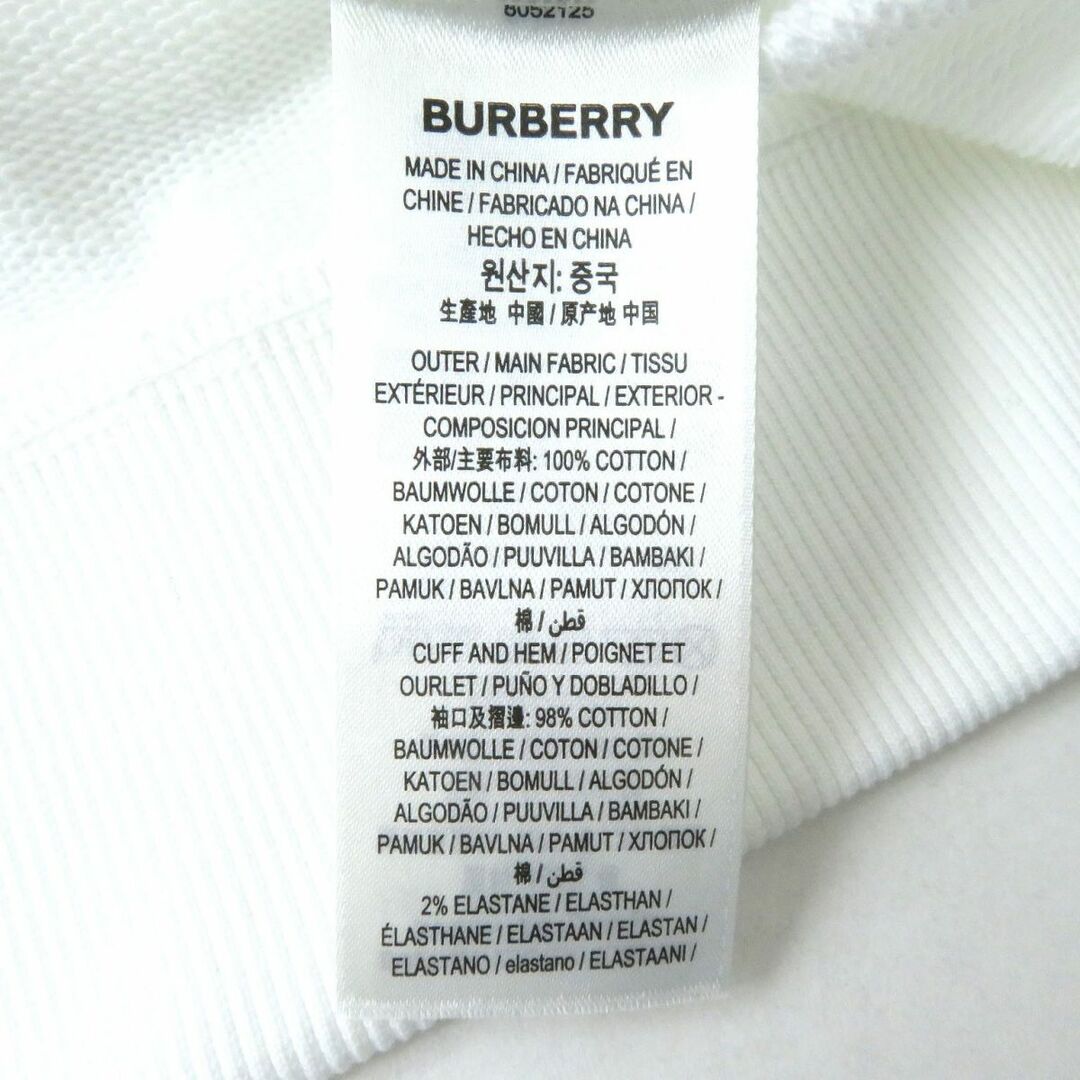 8052125
BURBERRY
MADE IN CHINA / FABRIQUÉ EN
CHINE / FABRICADO NA CHINA /
HECHO EN CHINA
원산지: 중국
生產地 中國 / 原产地 中国
OUTER / MAIN FABRIC / TISSU
EXTÉRIEUR / PRINCIPAL / EXTERIOR -
COMPOSICION PRINCIPAL /
外部/主要布料: 100% COTTON /
BAUMWOLLE / COTON / COTONE /
KATOEN / BOMULL / ALGODÓN /
ALGODÃO / PUUVILLA / BAMBAKI /
PAMUK / BAVLNA / PAMUT / ХЛОПОК /
棉 / قطن
CUFF AND HEM / POIGNET ET
OURLET / PUÑO Y DOBLADILLO /
袖口及摺邊: 98% COTTON /
BAUMWOLLE / COTON / COTONE /
KATOEN / BOMULL / ALGODÓN /
ALGODÃO / PUUVILLA / BAMBAKI /
PAMUK / BAVLNA / PAMUT / ХЛОПОК /
棉 / قطن
2% ELASTANE / ELASTHAN /
ÉLASTHANE / ELASTAAN / ELASTAN /
ELASTANO / elastano / ELASTAANI /